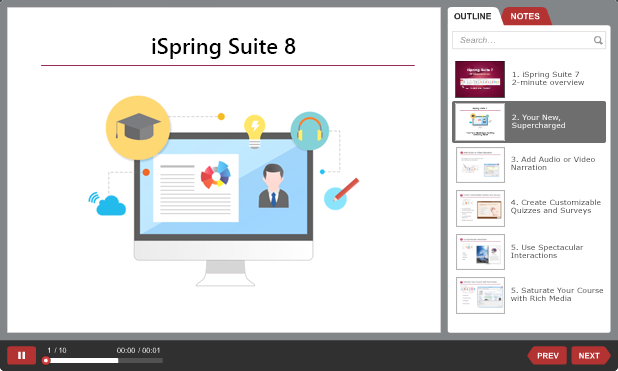 iSpring Suite 8
OUTLINE
NOTES
Search...
1. iSpring Suite 7
2-minute overview
2. Your New,
Supercharged
3. Add Audio or Video
Narration
4. Create Customizable
Quizzes and Surveys
5. Use Spectacular
Interactions
5. Saturate Your Course
with Rich Media
1 / 10
00:00 / 00:01
PREV
NEXT